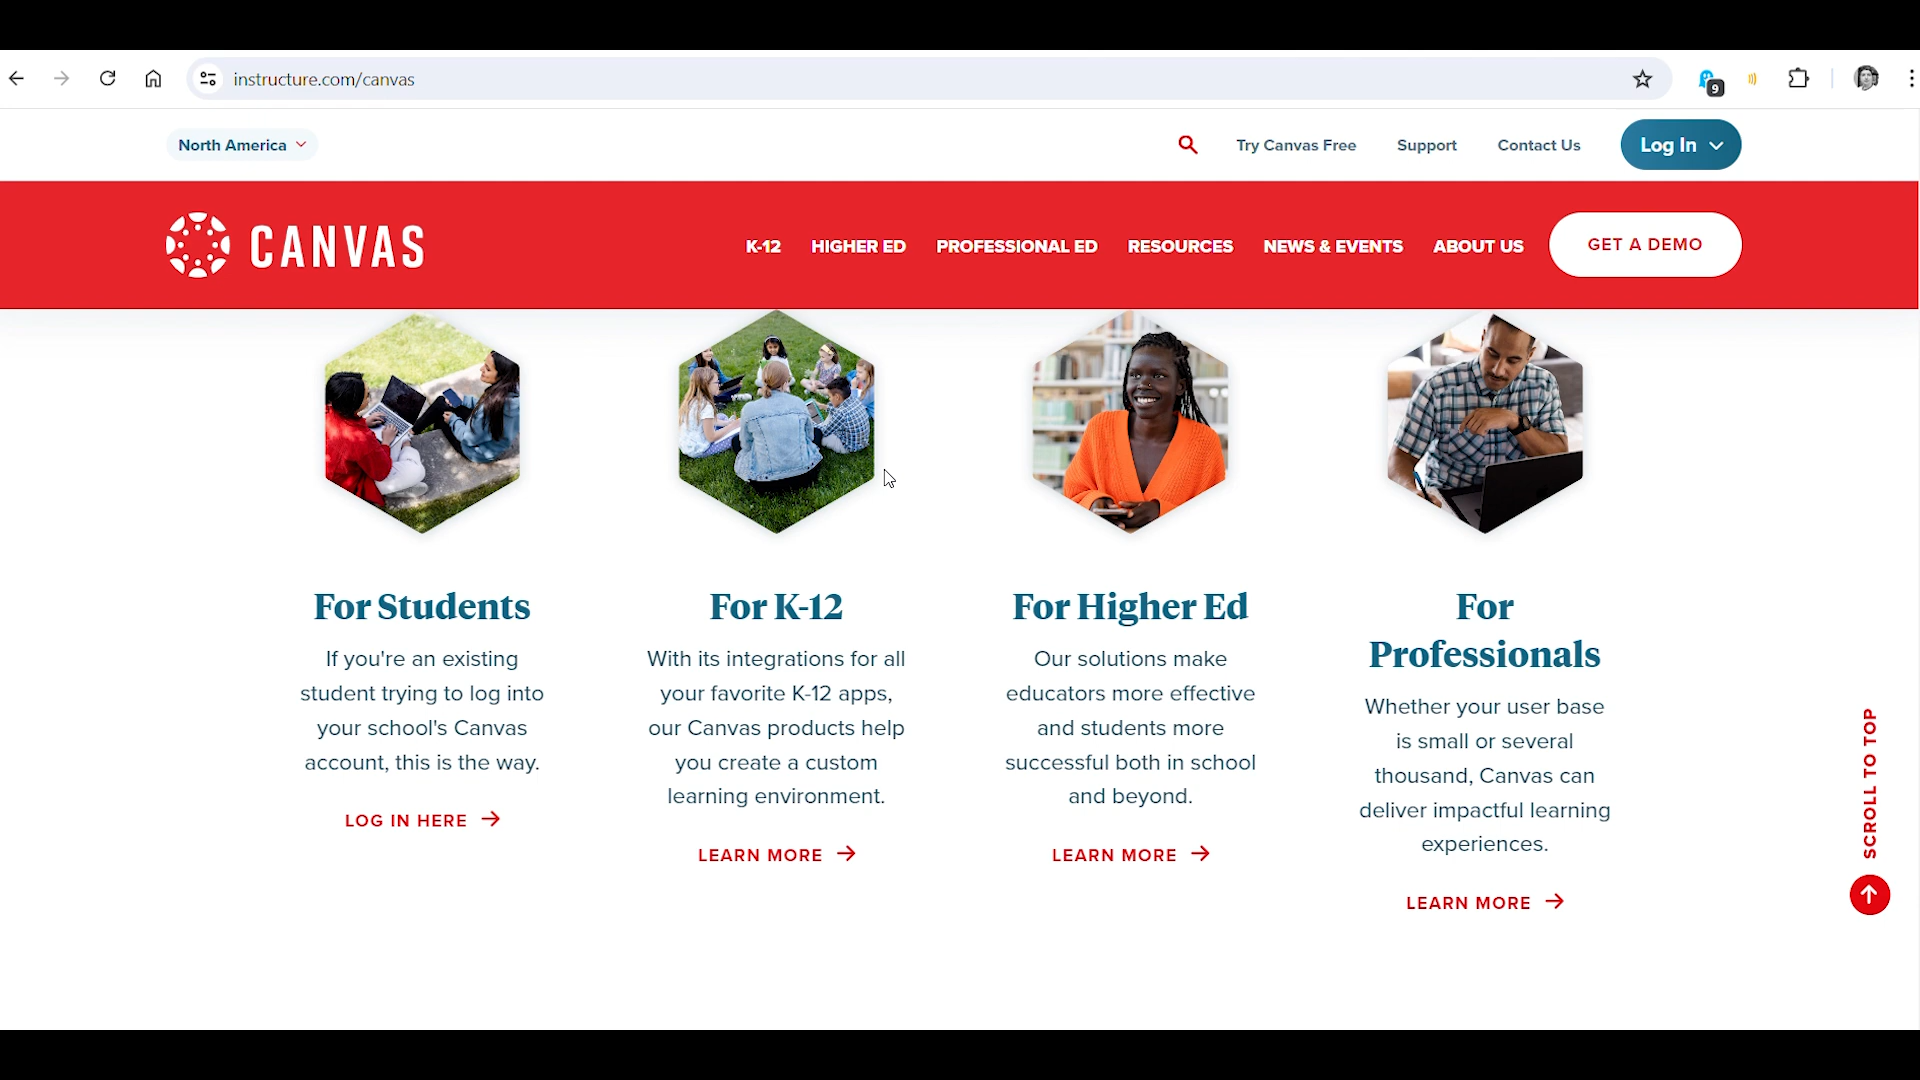 instructure.com/canvas
9
North America
Try Canvas Free
Support
Contact Us
Log In
CANVAS
K-12
HIGHER ED
PROFESSIONAL ED
RESOURCES
NEWS & EVENTS
ABOUT US
GET A DEMO
For Students
If you're an existing
student trying to log into
your school's Canvas
account, this is the way.
LOG IN HERE
For K-12
With its integrations for all
your favorite K-12 apps,
our Canvas products help
you create a custom
learning environment.
LEARN MORE
For Higher Ed
Our solutions make
educators more effective
and students more
successful both in school
and beyond.
LEARN MORE
For
Professionals
Whether your user base
is small or several
thousand, Canvas can
deliver impactful learning
experiences.
LEARN MORE
SCROLL TO TOP